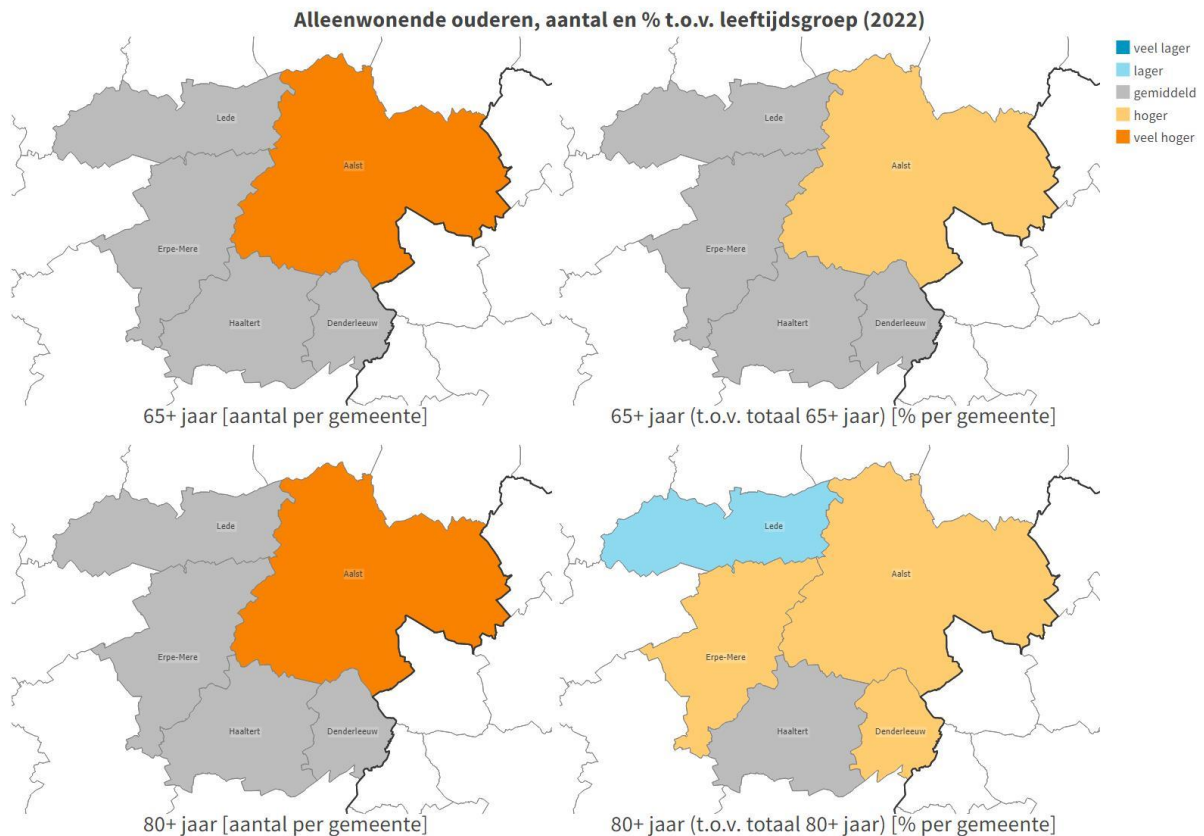 Alleenwonende ouderen, aantal en % t.o.v. leeftijdsgroep (2022)
veel lager
lager
gemiddeld
hoger
veel hoger
Lede
Aalst
Erpe-Mere
Haaltert
Denderleeuw
65+ jaar [aantal per gemeente]
Lede
Aalst
Erpe-Mere
Haaltert
Denderleeuw
65+ jaar (t.o.v. totaal 65+ jaar) [% per gemeente]
Lede
Aalst
Erpe-Mere
Haaltert
Denderleeuw
80+ jaar [aantal per gemeente]
Lede
Aalst
Erpe-Mere
Haaltert
Denderleeuw
80+ jaar (t.o.v. totaal 80+ jaar) [% per gemeente]